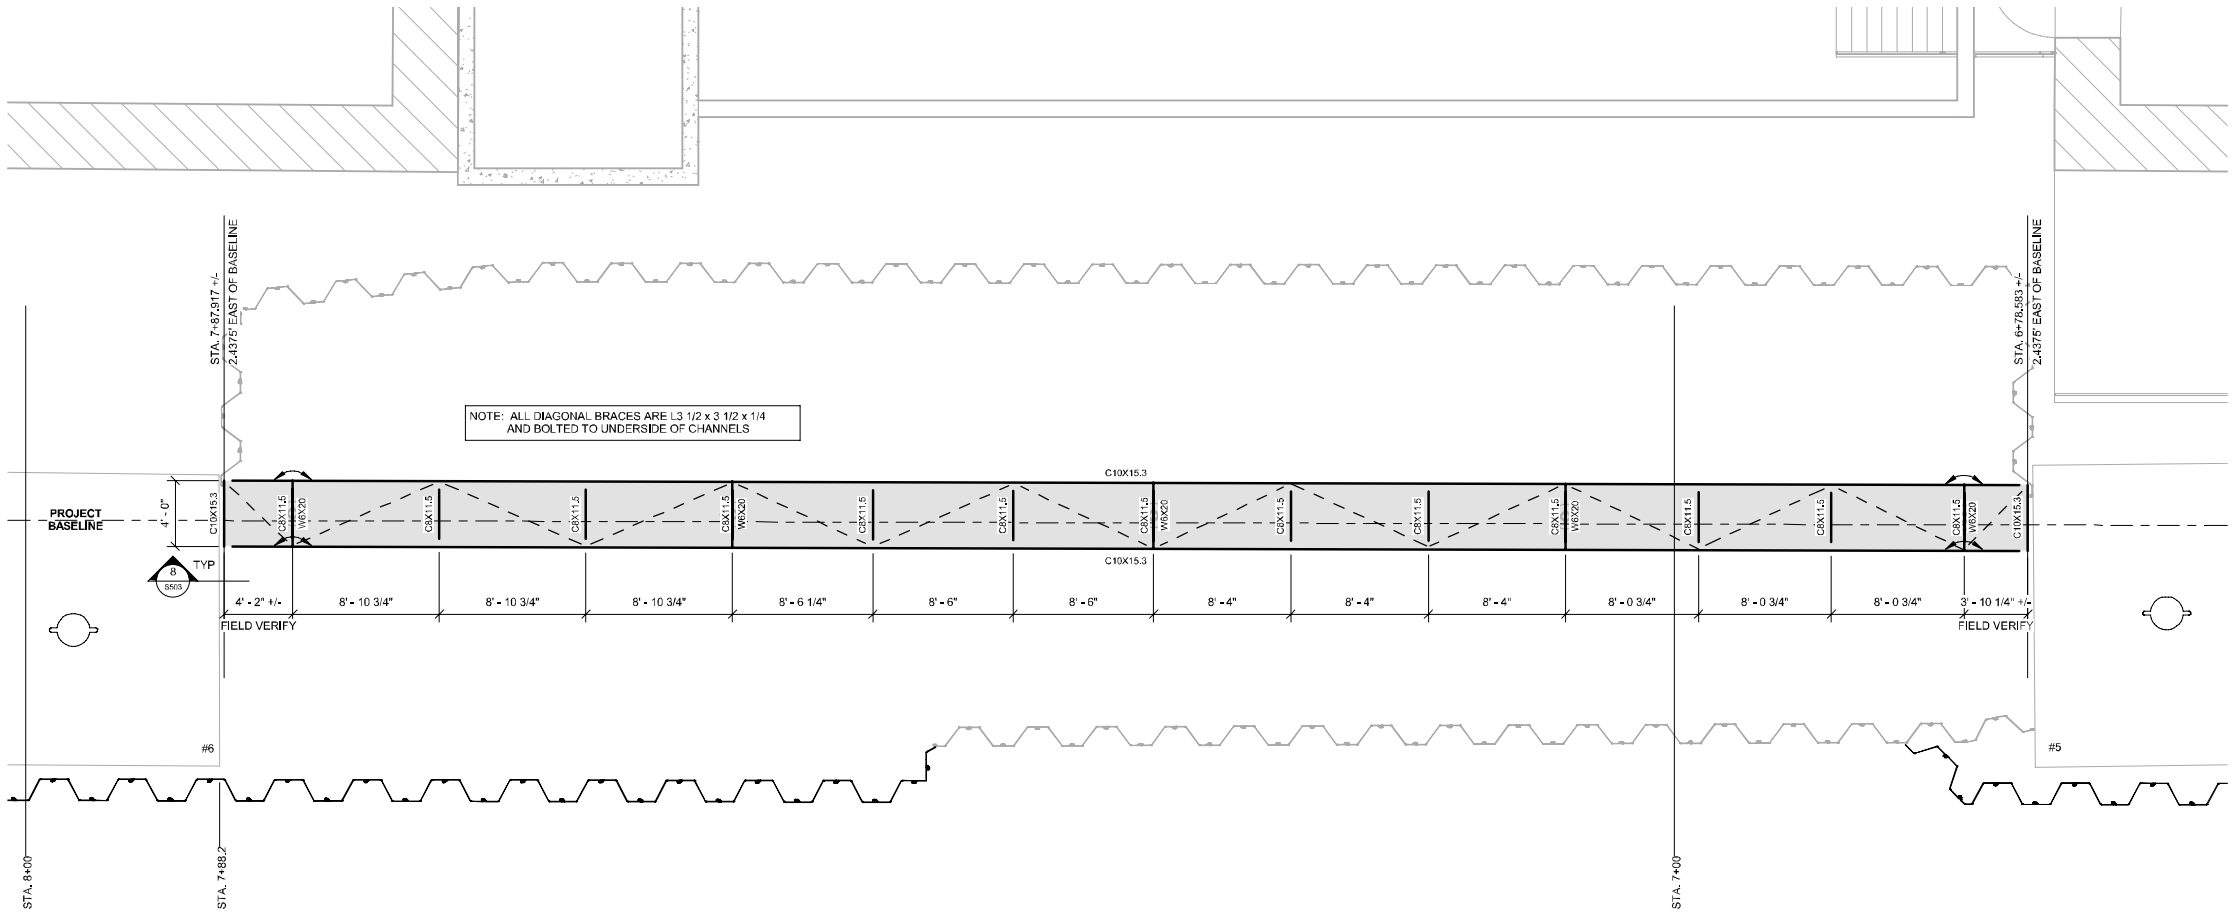 STA. 7+87.917 +/-
2.4375' EAST OF BASELINE
STA. 6+78.583 +/-
2.4375' EAST OF BASELINE
NOTE: ALL DIAGONAL BRACES ARE L3 1/2 x 3 1/2 x 1/4
AND BOLTED TO UNDERSIDE OF CHANNELS
C10X15.3
PROJECT
BASELINE
4' - 0"
C10X15.3
C8X11.5
W6X20
C8X11.5
C8X11.5
C8X11.5
W6X20
C8X11.5
C8X11.5
C8X11.5
W6X20
C8X11.5
C8X11.5
C8X11.5
W6X20
C8X11.5
C8X11.5
C8X11.5
W6X20
C10X15.3
C10X15.3
TYP
8
S503
4' - 2" +/-
8' - 10 3/4"
8' - 10 3/4"
8' - 10 3/4"
8' - 6 1/4"
8' - 6"
8' - 6"
8' - 4"
8' - 4"
8' - 4"
8' - 0 3/4"
8' - 0 3/4"
8' - 0 3/4"
3' - 10 1/4" +/-
FIELD VERIFY
FIELD VERIFY
#6
#5
STA. 8+00
STA. 7+88.2
STA. 7+00